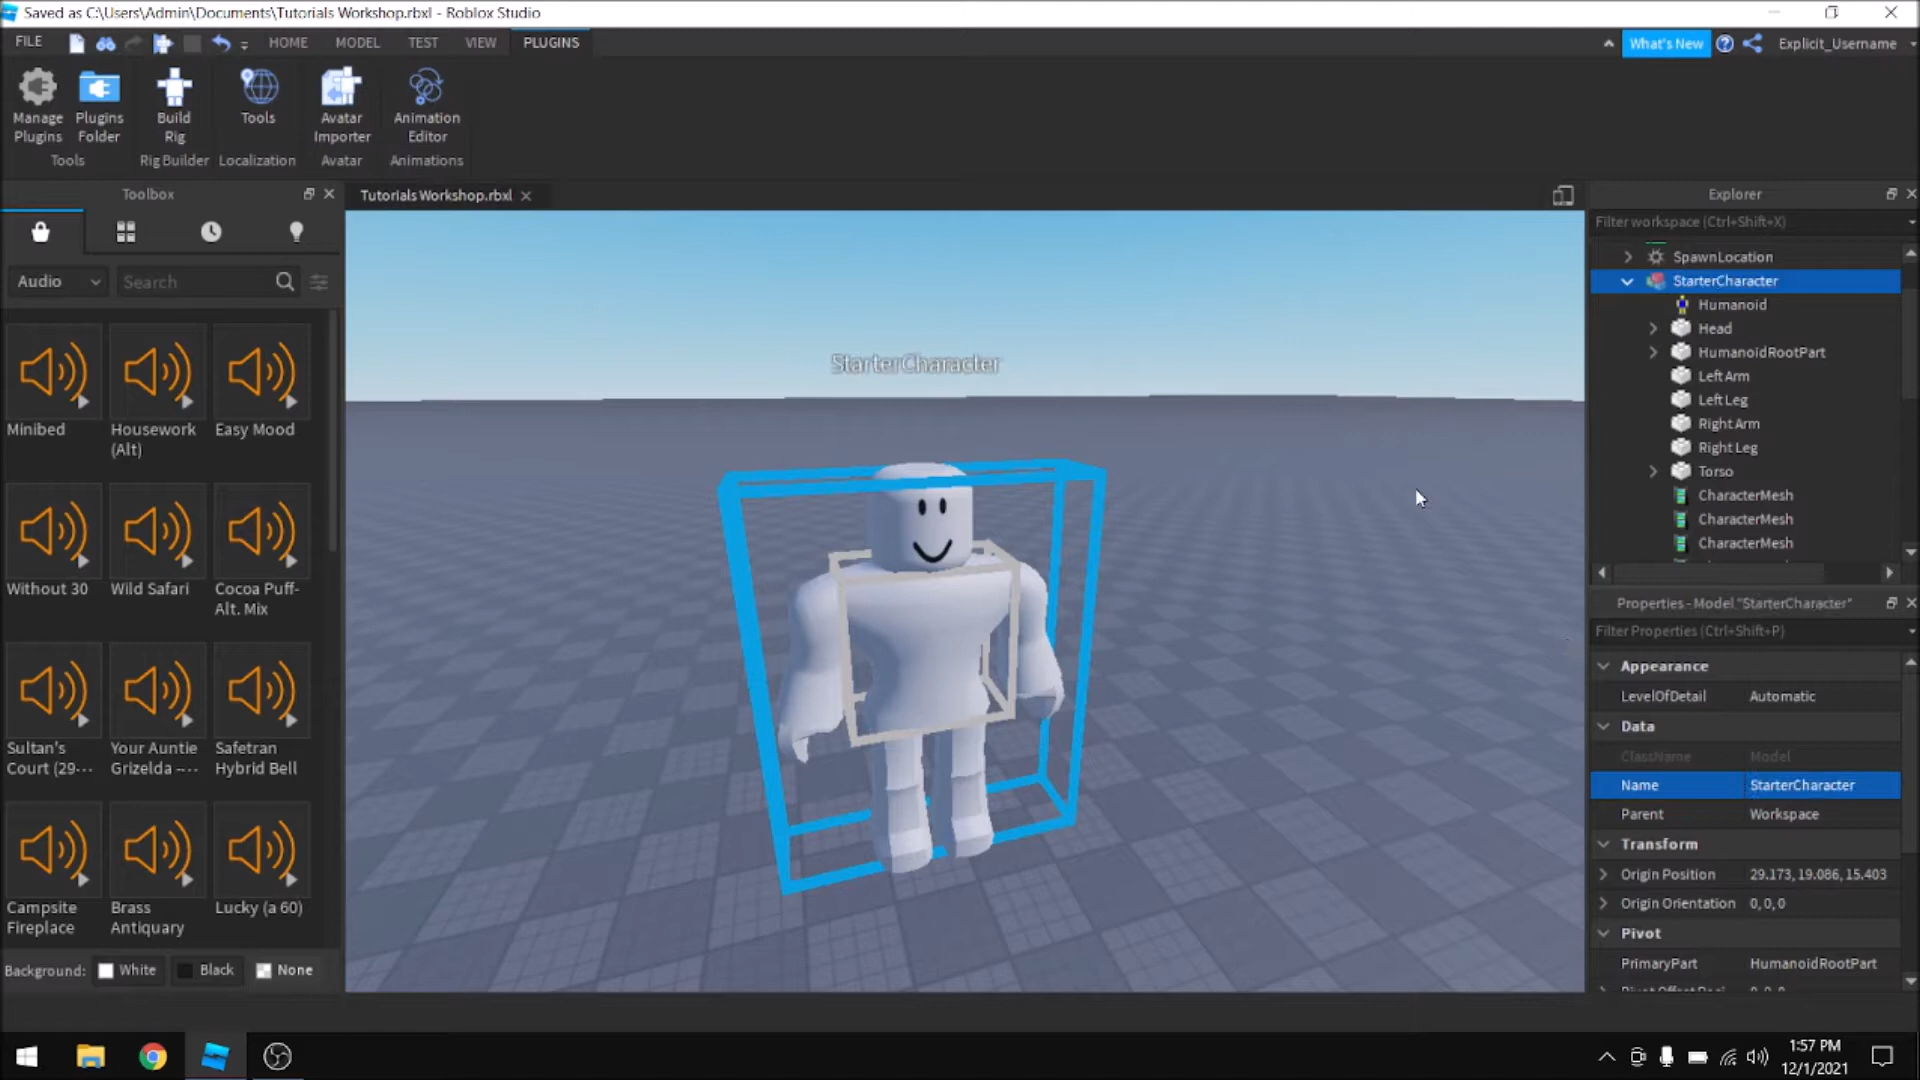 Saved as C:\Users\Admin\Documents\Tutorials Workshop.rbxl - Roblox Studio
FILE HOME MODEL TEST VIEW PLUGINS What's New Explicit_Username
Manage Plugins Plugins Folder Build Rig Tools Avatar Importer Animation Editor
Tools Rig Builder Localization Avatar Animations
Toolbox
Tutorials Workshop.rbxl
Audio Search
Minibed Housework (Alt) Easy Mood
Without 30 Wild Safari Cocoa Puff- Alt. Mix
Sultan's Court (29-... Your Auntie Grizelda --... Safetran Hybrid Bell
Campsite Fireplace Brass Antiquary Lucky (a 60)
Background: White Black None
StarterCharacter
Explorer
Filter workspace (Ctrl+Shift+X)
SpawnLocation
StarterCharacter
Humanoid
Head
HumanoidRootPart
Left Arm
Left Leg
Right Arm
Right Leg
Torso
CharacterMesh
CharacterMesh
CharacterMesh
Properties - Model "StarterCharacter"
Filter Properties (Ctrl+Shift+P)
Appearance
LevelOfDetail Automatic
Data
ClassName Model
Name StarterCharacter
Parent Workspace
Transform
Origin Position 29.173, 19.086, 15.403
Origin Orientation 0, 0, 0
Pivot
PrimaryPart HumanoidRootPart
1:57 PM
12/1/2021